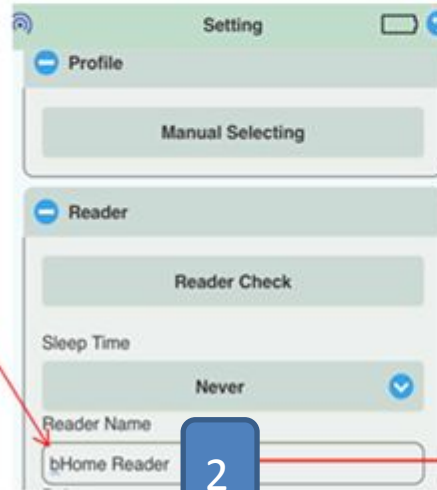 Setting
Profile
Manual Selecting
Reader
Reader Check
Sleep Time
Never
Reader Name
bHome Reader
2